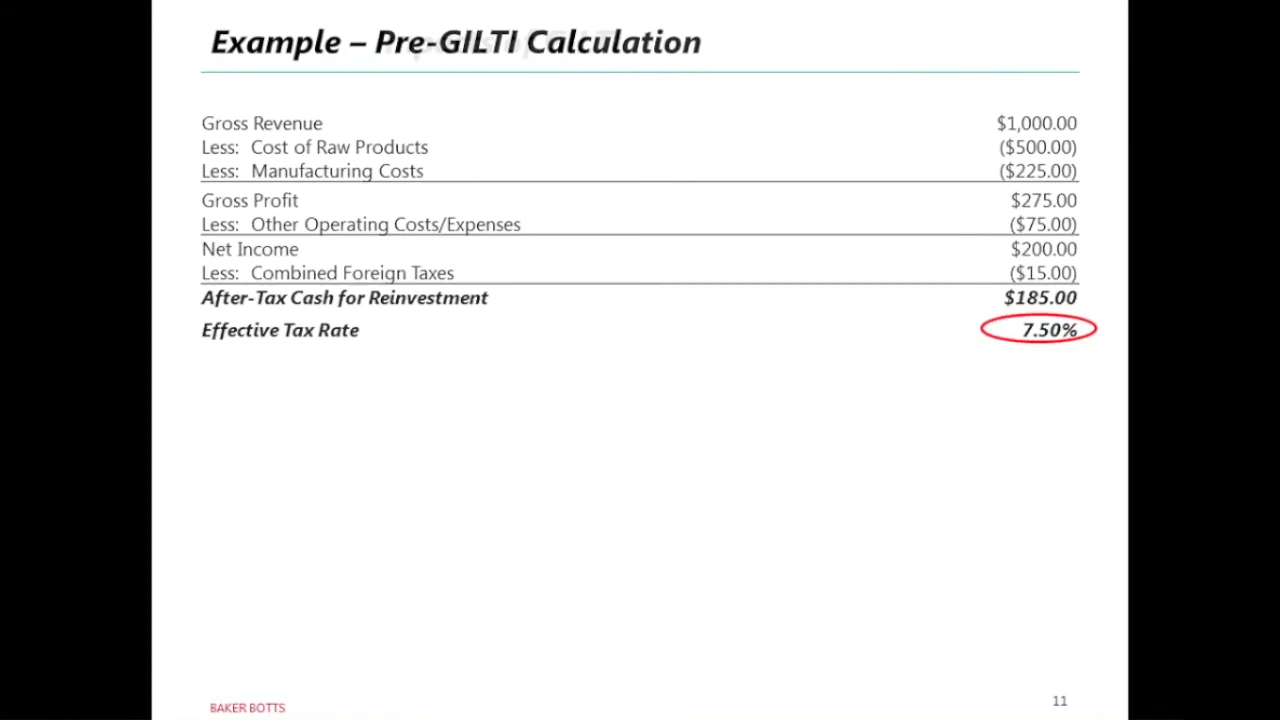 Example – Pre-GILTI Calculation
Gross Revenue $1,000.00
Less: Cost of Raw Products ($500.00)
Less: Manufacturing Costs ($225.00)
Gross Profit $275.00
Less: Other Operating Costs/Expenses ($75.00)
Net Income $200.00
Less: Combined Foreign Taxes ($15.00)
After-Tax Cash for Reinvestment $185.00
Effective Tax Rate 7.50%
BAKER BOTTS 11